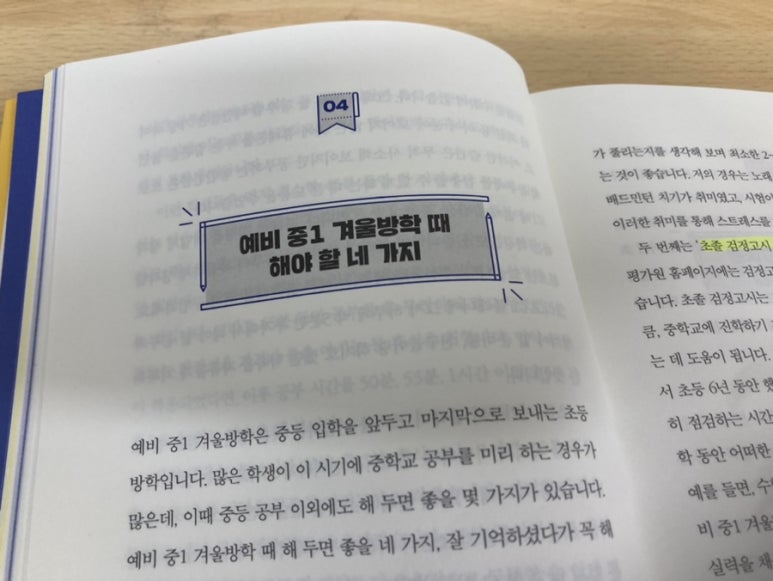 04
예비 중1 겨울방학 때
해야 할 네 가지
예비 중1 겨울방학은 중등 입학을 앞두고 마지막으로 보내는 초등
방학입니다. 많은 학생이 이 시기에 중학교 공부를 미리 하는 경우가
많은데, 이때 중등 공부 이외에도 해 두면 좋을 몇 가지가 있습니다.
예비 중1 겨울방학 때 해 두면 좋을 네 가지, 잘 기억하셨다가 꼭 해
가 풀리는지를 생각해 보며 최소한 2~
는 것이 좋습니다. 저의 경우는 노래
배드민턴 치기가 취미였고, 시험이
이러한 취미를 통해 스트레스를
두 번째는 '초졸 검정고시
평가원 홈페이지에는 검정고
습니다. 초졸 검정고시는
큼, 중학교에 진학하기
는 데 도움이 됩니다.
서 초등 6년 동안 했
히 점검하는 시간
학 동안 어떠한
예를 들면, 수
비 중1 겨울
실력을 채